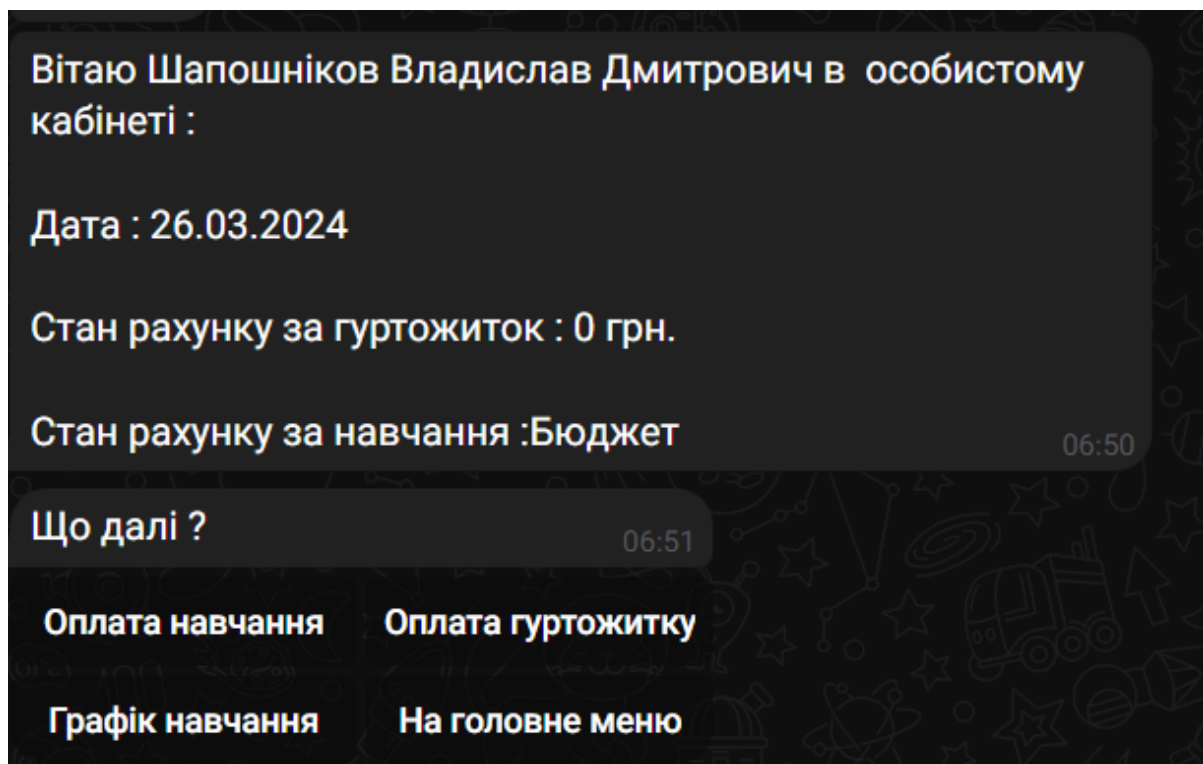 Вітаю Шапошніков Владислав Дмитрович в  особистому
кабінеті :
Дата : 26.03.2024
Стан рахунку за гуртожиток : 0 грн.
Стан рахунку за навчання :Бюджет
06:50
Що далі ?
06:51
Оплата навчання
Оплата гуртожитку
Графік навчання
На головне меню